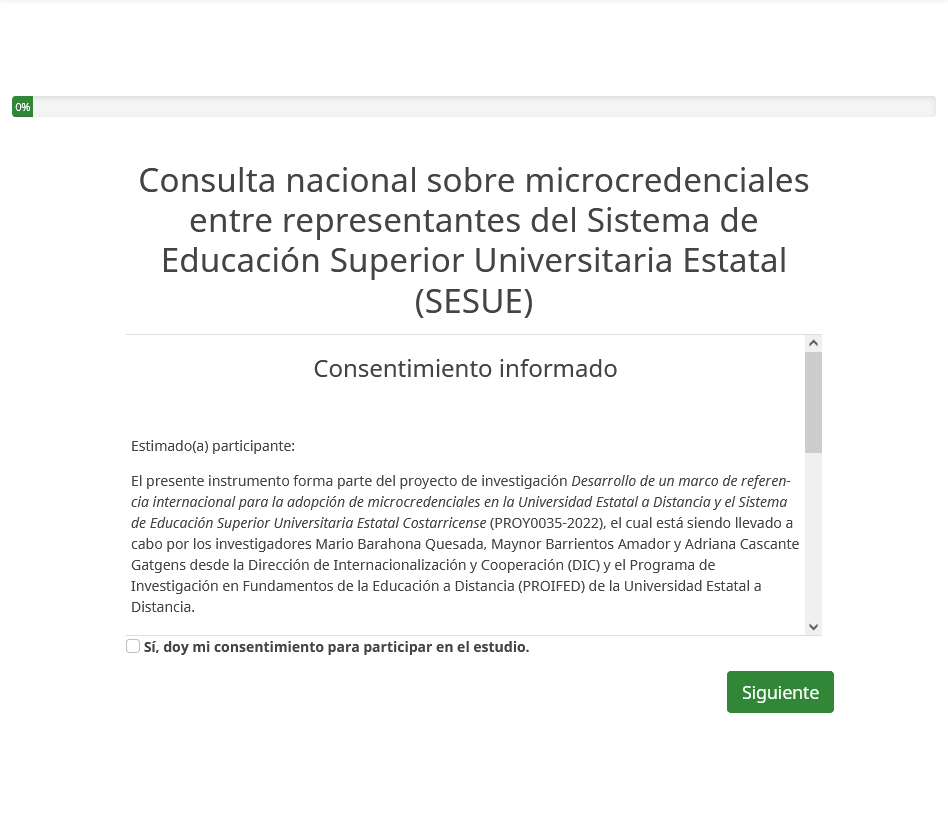 0%
Consulta nacional sobre microcredenciales
entre representantes del Sistema de
Educación Superior Universitaria Estatal
(SESUE)
Consentimiento informado
Estimado(a) participante:
El presente instrumento forma parte del proyecto de investigación Desarrollo de un marco de referen-
cia internacional para la adopción de microcredenciales en la Universidad Estatal a Distancia y el Sistema
de Educación Superior Universitaria Estatal Costarricense (PROY0035-2022), el cual está siendo llevado a
cabo por los investigadores Mario Barahona Quesada, Maynor Barrientos Amador y Adriana Cascante
Gatgens desde la Dirección de Internacionalización y Cooperación (DIC) y el Programa de
Investigación en Fundamentos de la Educación a Distancia (PROIFED) de la Universidad Estatal a
Distancia.
Sí, doy mi consentimiento para participar en el estudio.
Siguiente